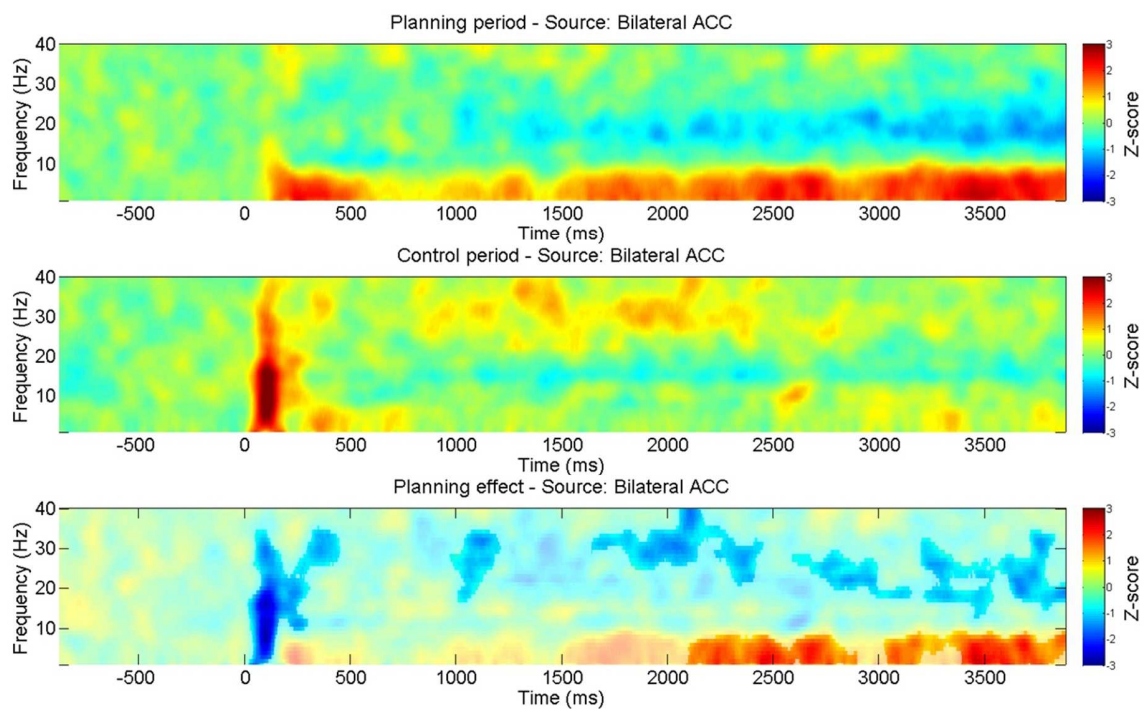 Planning period - Source: Bilateral ACC
40
30
20
10
Frequency (Hz)
-500 0 500 1000 1500 2000 2500 3000 3500
Time (ms)
3
2
1
0
-1
-2
-3
Z-score
Control period - Source: Bilateral ACC
40
30
20
10
Frequency (Hz)
-500 0 500 1000 1500 2000 2500 3000 3500
Time (ms)
3
2
1
0
-1
-2
-3
Z-score
Planning effect - Source: Bilateral ACC
40
30
20
10
Frequency (Hz)
-500 0 500 1000 1500 2000 2500 3000 3500
Time (ms)
3
2
1
0
-1
-2
-3
Z-score